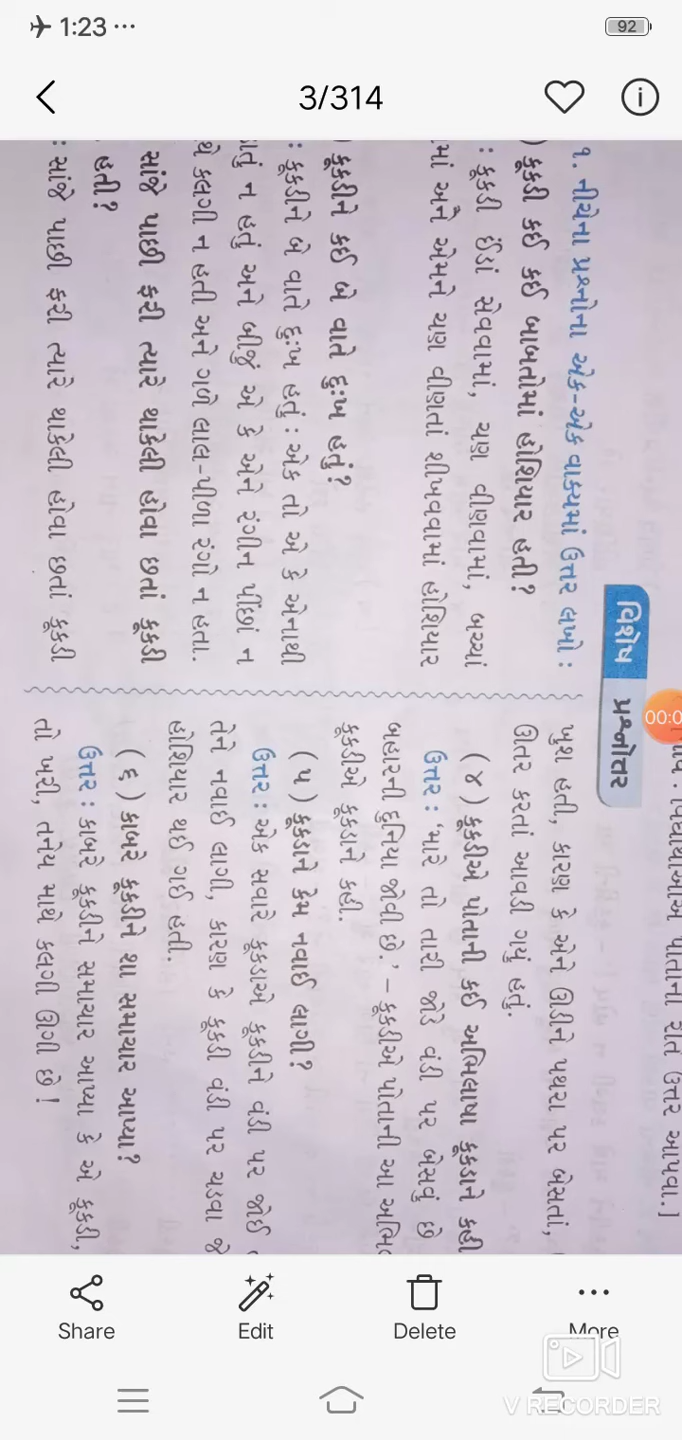 1:23 ...
92
3/314
00:0
વિશેષ પ્રશ્નોત્તર
૧. નીચેના પ્રશ્નોના એક-એક વાક્યમાં ઉત્તર લખો :
) કૂકડી કઈ કઈ બાબતોમાં હોશિયાર હતી?
: કૂકડી ઈંડાં સેવવામાં, ચણ વીણવામાં, બચ્ચાં
માં અને એમને ચણ વીણતાં શીખવવામાં હોશિયાર
) કૂકડીને કઈ બે વાતે દુઃખ હતું?
: કૂકડીને બે વાતે દુઃખ હતું : એક તો એ કે એનાથી
ન હતું અને બીજું એ કે એને રંગીન પીંછાં ન
કલગી ન હતી અને ગળે લાલ-પીળા રંગો ન હતા.
સાંજે પાછી ફરી ત્યારે થાકેલી હોવા છતાં કૂકડી
હતી?
: સાંજે પાછી ફરી ત્યારે થાકેલી હોવા છતાં કૂકડી
ઉત્તર આપવા.]
ખુશ હતી, કારણ કે એને ઊડીને પથરા પર બેસતાં,
ઊતર કરતાં આવડી ગયું હતું.
(૪) કૂકડીએ પોતાની કઈ અભિલાષા કૂકડાને કહી
ઉત્તર : 'મારે તો તારી જોડે વંડી પર બેસવું છે
બહારની દુનિયા જોવી છે.' – કૂકડીએ પોતાની આ
કૂકડીએ કૂકડાને કહી.
(૫) કૂકડાને કેમ નવાઈ લાગી?
ઉત્તર : એક સવારે કૂકડાએ કૂકડીને વંડી પર જોઈ
તેને નવાઈ લાગી, કારણ કે કૂકડી વંડી પર ચડવા જે
હોશિયાર થઈ ગઈ હતી.
(૬) કાબરે કૂકડીને શા સમાચાર આપ્યા?
ઉત્તર : કાબરે કૂકડીને સમાચાર આપ્યા કે એ કૂકડી,
તો ખરી, તનેય માથે કલગી ઊગી છે!
Share
Edit
Delete
More
V RECORDER